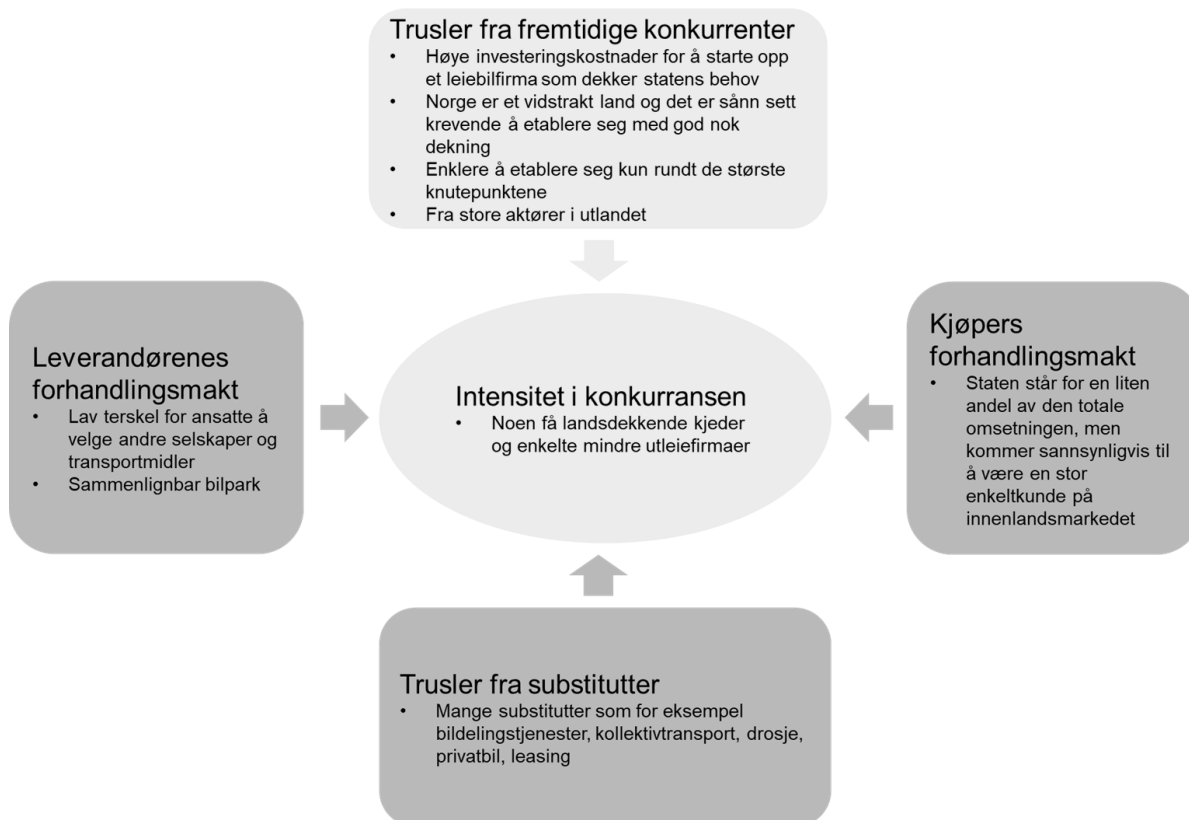 Trusler fra fremtidige konkurrenter
• Høye investeringskostnader for å starte opp
et leiebilfirma som dekker statens behov
• Norge er et vidstrakt land og det er sånn sett
krevende å etablere seg med god nok
dekning
• Enklere å etablere seg kun rundt de største
knutepunktene
• Fra store aktører i utlandet
Leverandørenes
forhandlingsmakt
• Lav terskel for ansatte å
velge andre selskaper og
transportmidler
• Sammenlignbar bilpark
Intensitet i konkurransen
• Noen få landsdekkende kjeder
og enkelte mindre utleiefirmaer
Kjøpers
forhandlingsmakt
• Staten står for en liten
andel av den totale
omsetningen, men
kommer sannsynligvis til
å være en stor
enkeltkunde på
innenlandsmarkedet
Trusler fra substitutter
• Mange substitutter som for eksempel
bildelingstjenester, kollektivtransport, drosje,
privatbil, leasing